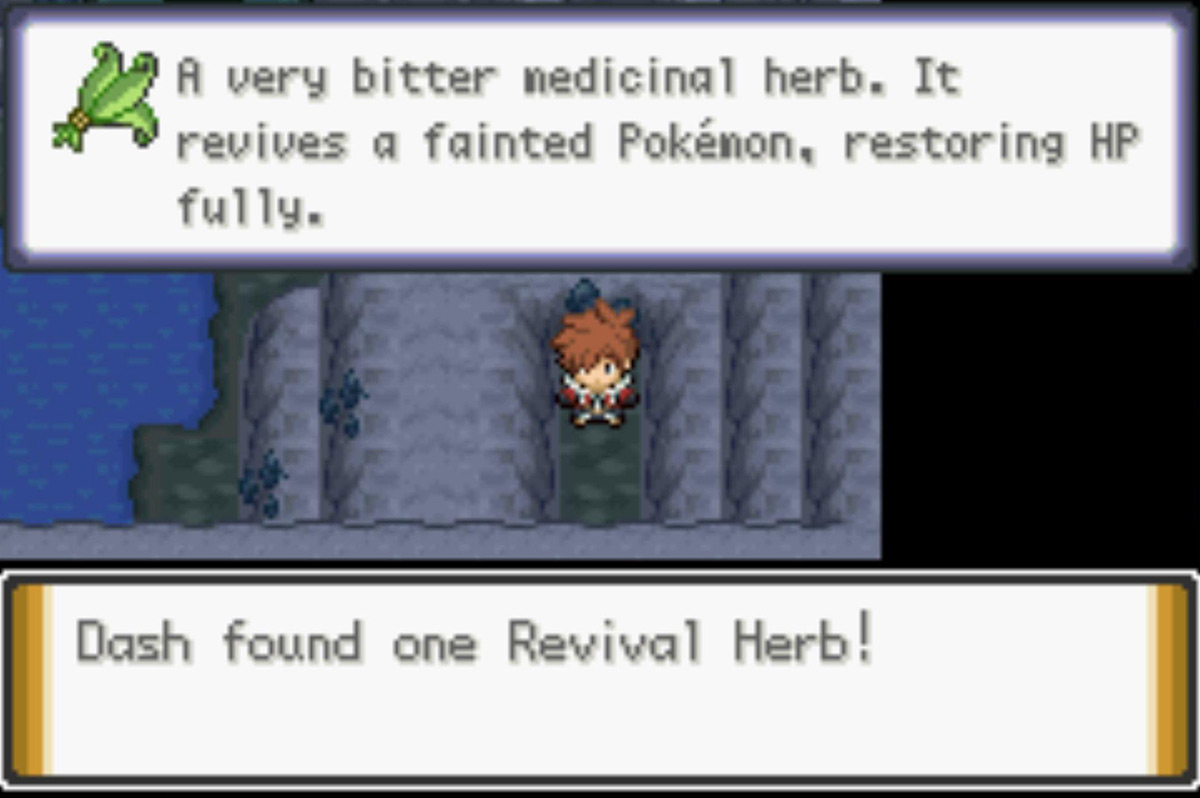 A very bitter medicinal herb. It
revives a fainted Pokémon, restoring HP
fully.
Dash found one Revival Herb!